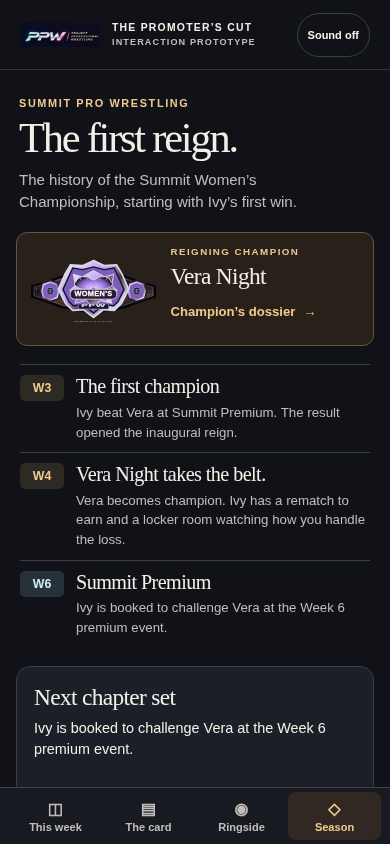 PPW
THE PROMOTER'S CUT
INTERACTION PROTOTYPE
Sound off
SUMMIT PRO WRESTLING
The first reign.
The history of the Summit Women's
Championship, starting with Ivy's first win.
WOMEN'S
PPW
REIGNING CHAMPION
Vera Night
Champion's dossier →
W3
The first champion
Ivy beat Vera at Summit Premium. The result
opened the inaugural reign.
W4
Vera Night takes the belt.
Vera becomes champion. Ivy has a rematch to
earn and a locker room watching how you handle
the loss.
W6
Summit Premium
Ivy is booked to challenge Vera at the Week 6
premium event.
Next chapter set
Ivy is booked to challenge Vera at the Week 6
premium event.
This week
The card
Ringside
Season